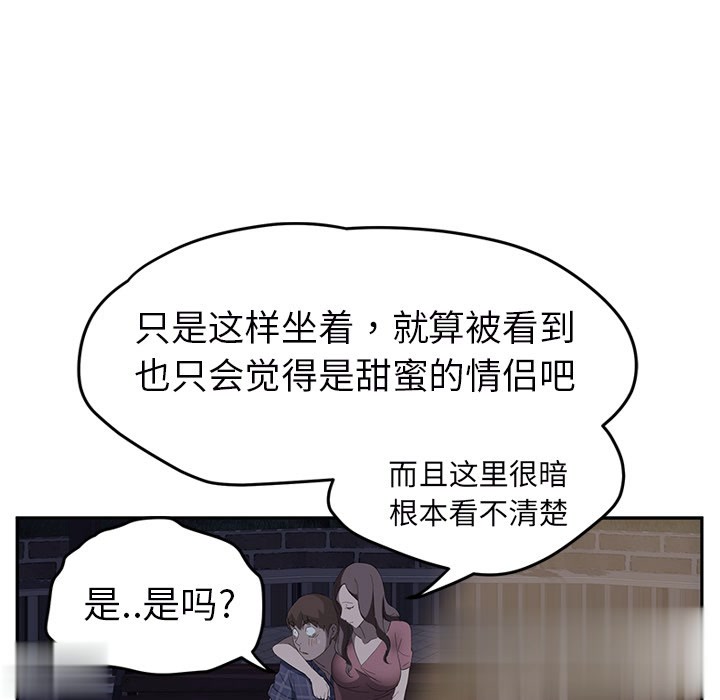 只是这样坐着，就算被看到
也只会觉得是甜蜜的情侣吧
而且这里很暗
根本看不清楚
是..是吗?